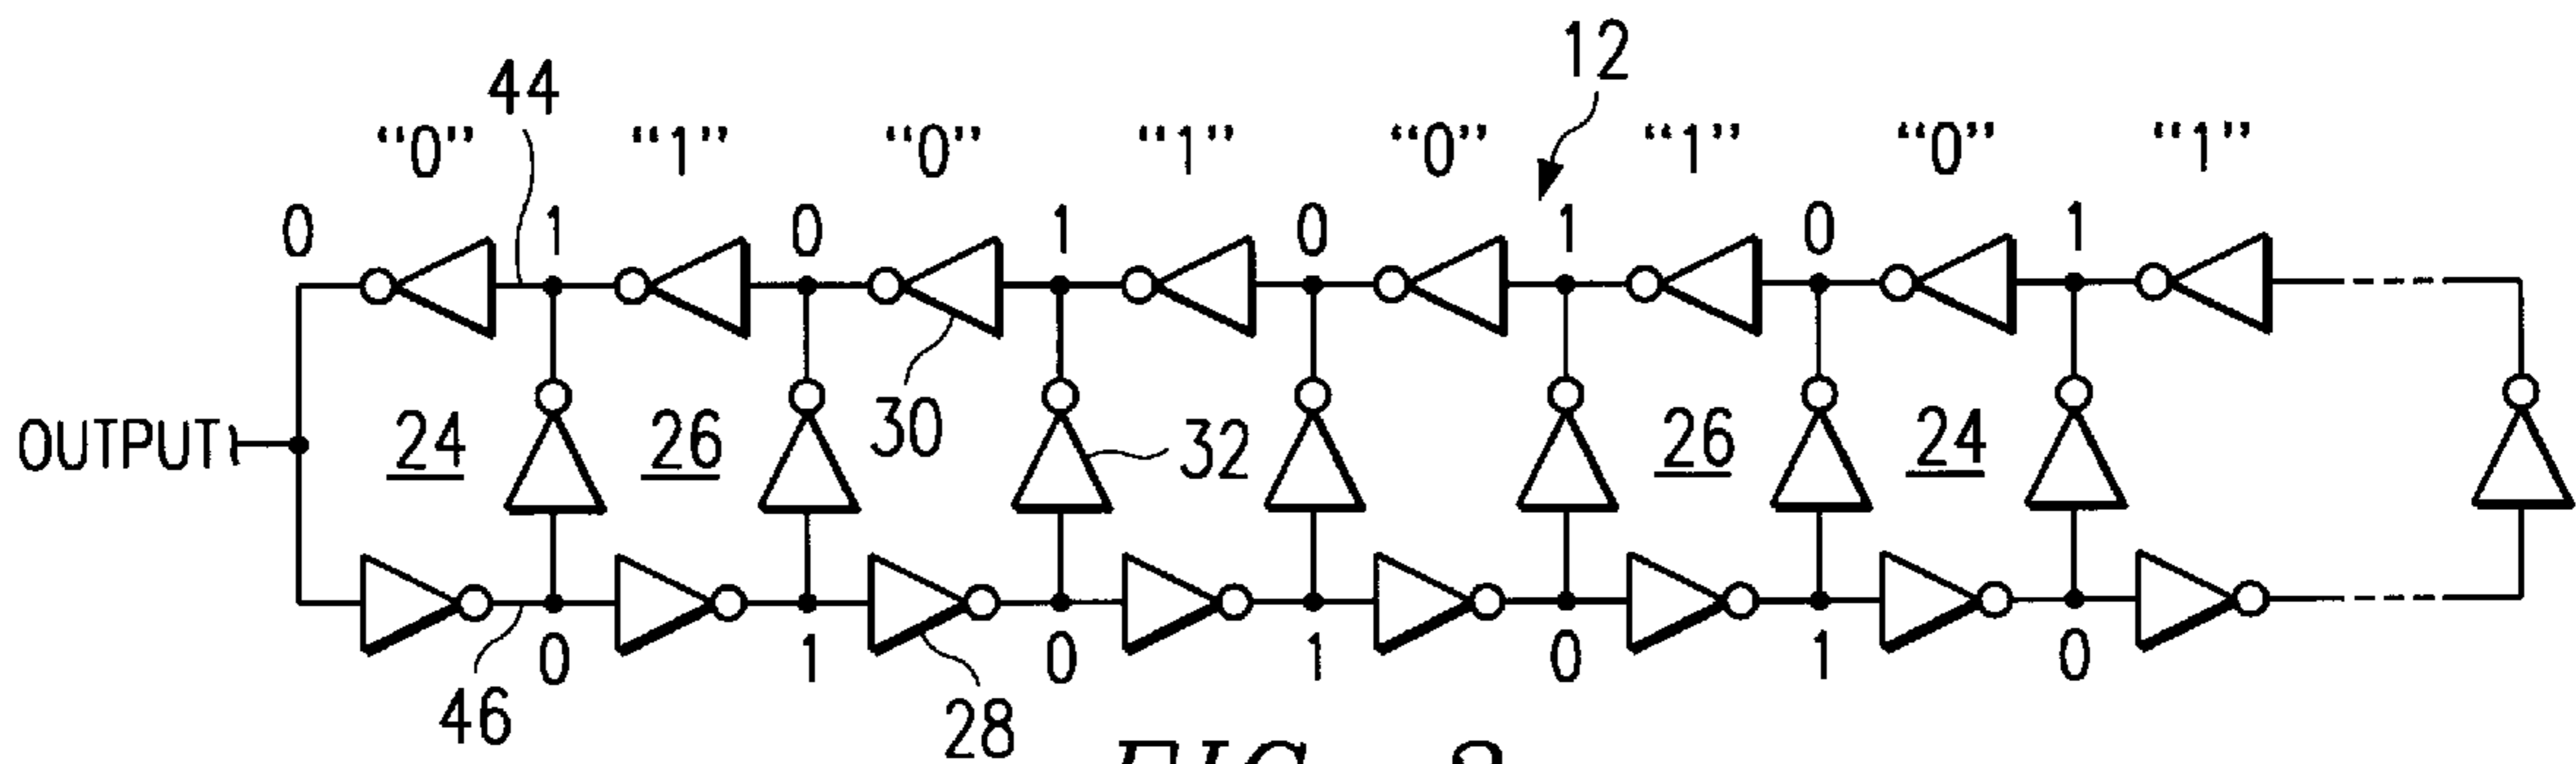 12
44
“0” “1” “0” “1” “0” “1” “0” “1”
0 1 0 1 0 1 0 1
OUTPUT 24 26 30 32 26 24
0 1 0 1 0 1 0
46 28